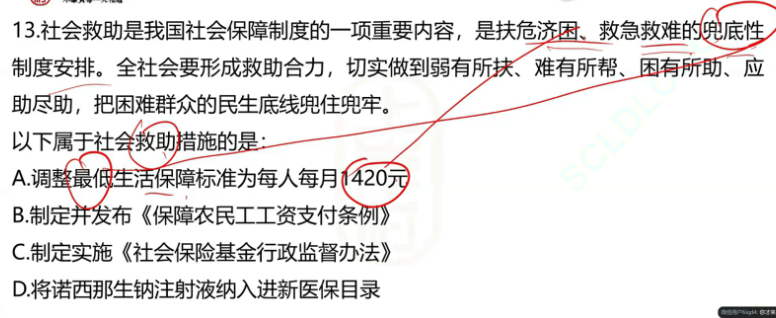 13.社会救助是我国社会保障制度的一项重要内容，是扶危济困、救急救难的兜底性
制度安排。全社会要形成救助合力，切实做到弱有所扶、难有所帮、困有所助、应
助尽助，把困难群众的民生底线兜住兜牢。
以下属于社会救助措施的是：
A.调整最低生活保障标准为每人每月1420元
B.制定并发布《保障农民工工资支付条例》
C.制定实施《社会保险基金行政监督办法》
D.将诺西那生钠注射液纳入进新医保目录
SCLDLG